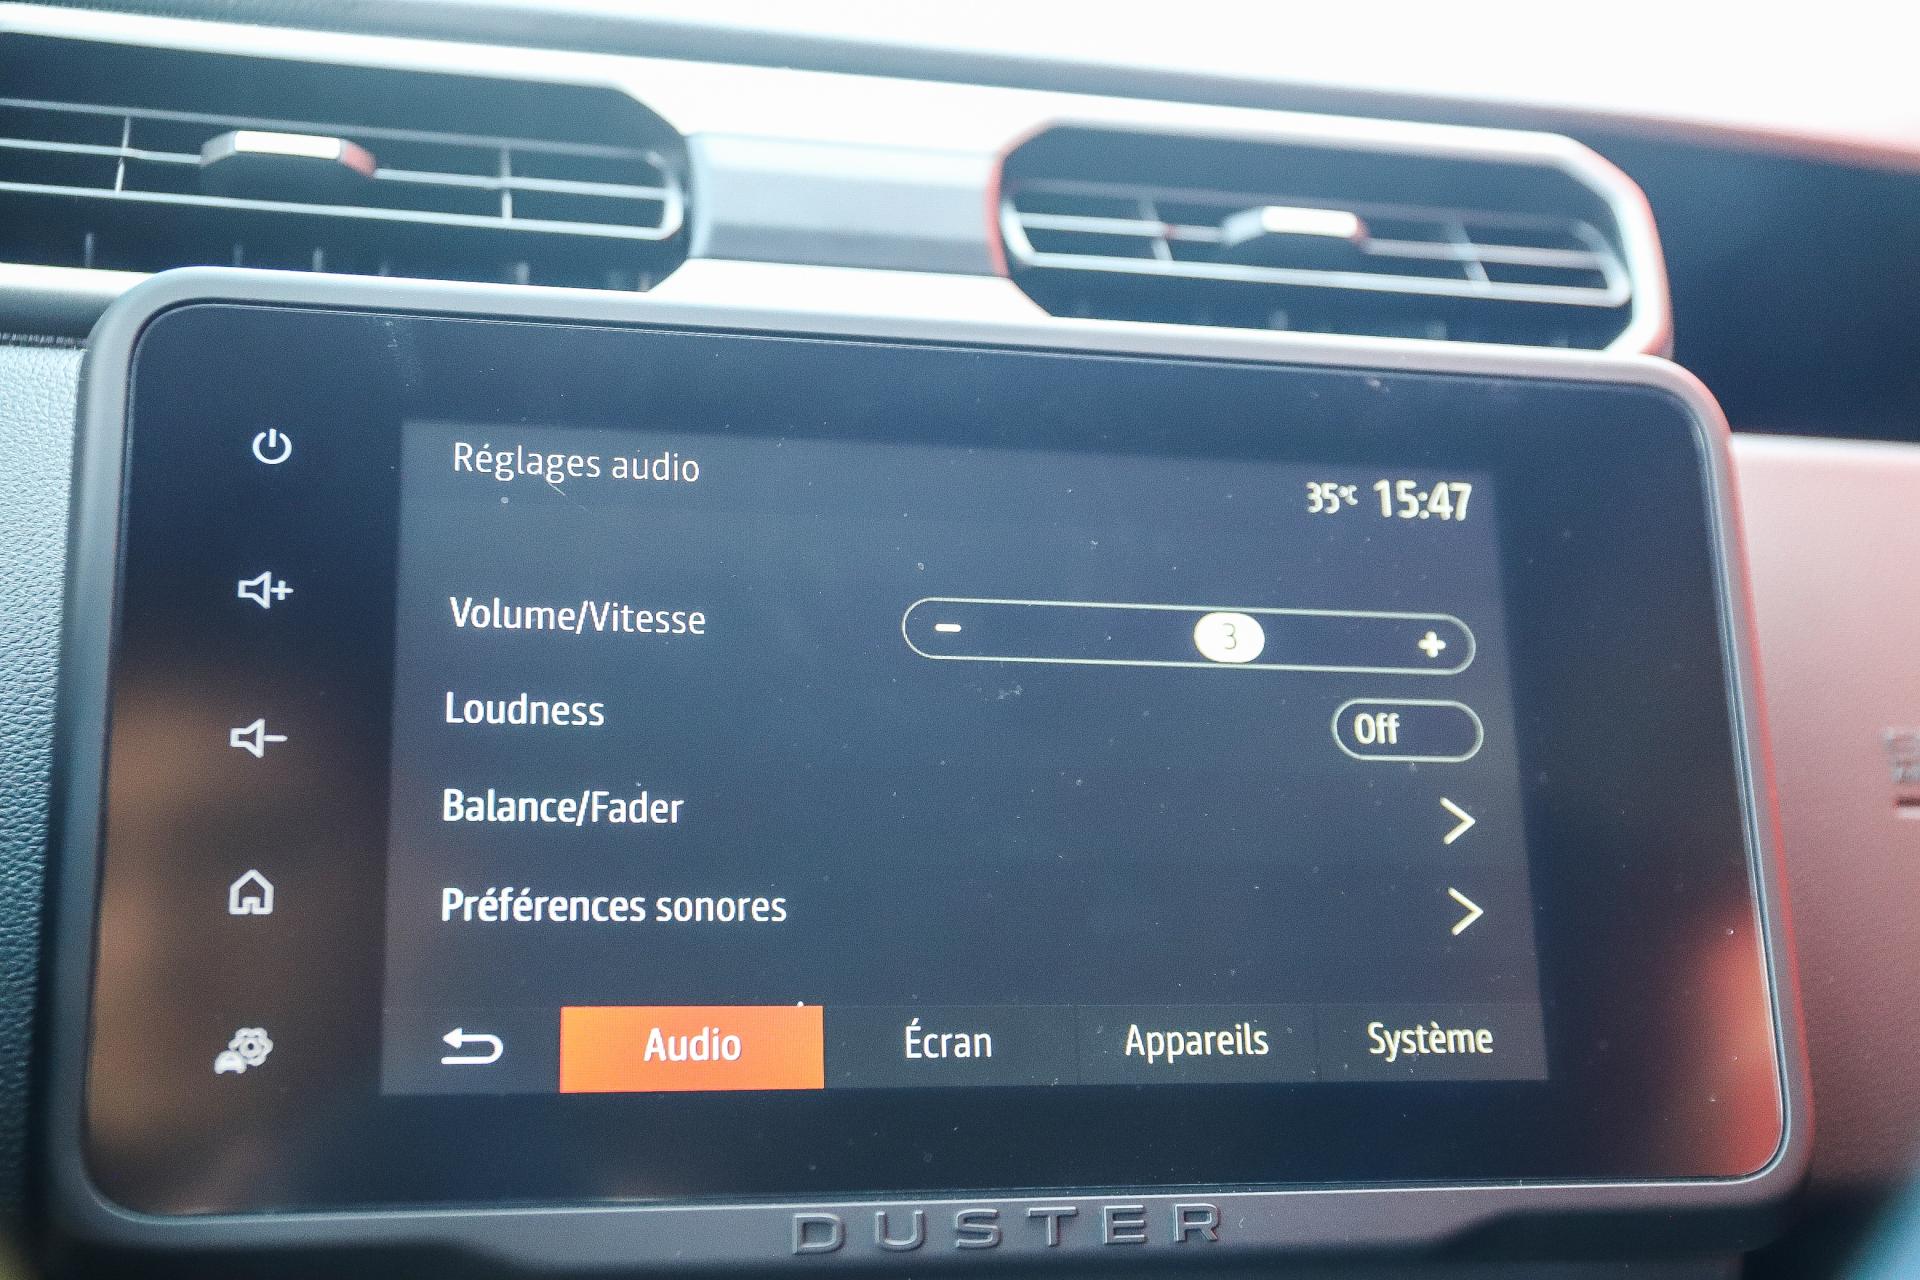 Réglages audio
35°C 15:47
Volume/Vitesse - 3 +
Loudness Off
Balance/Fader >
Préférences sonores >
Audio Écran Appareils Système
DUSTER